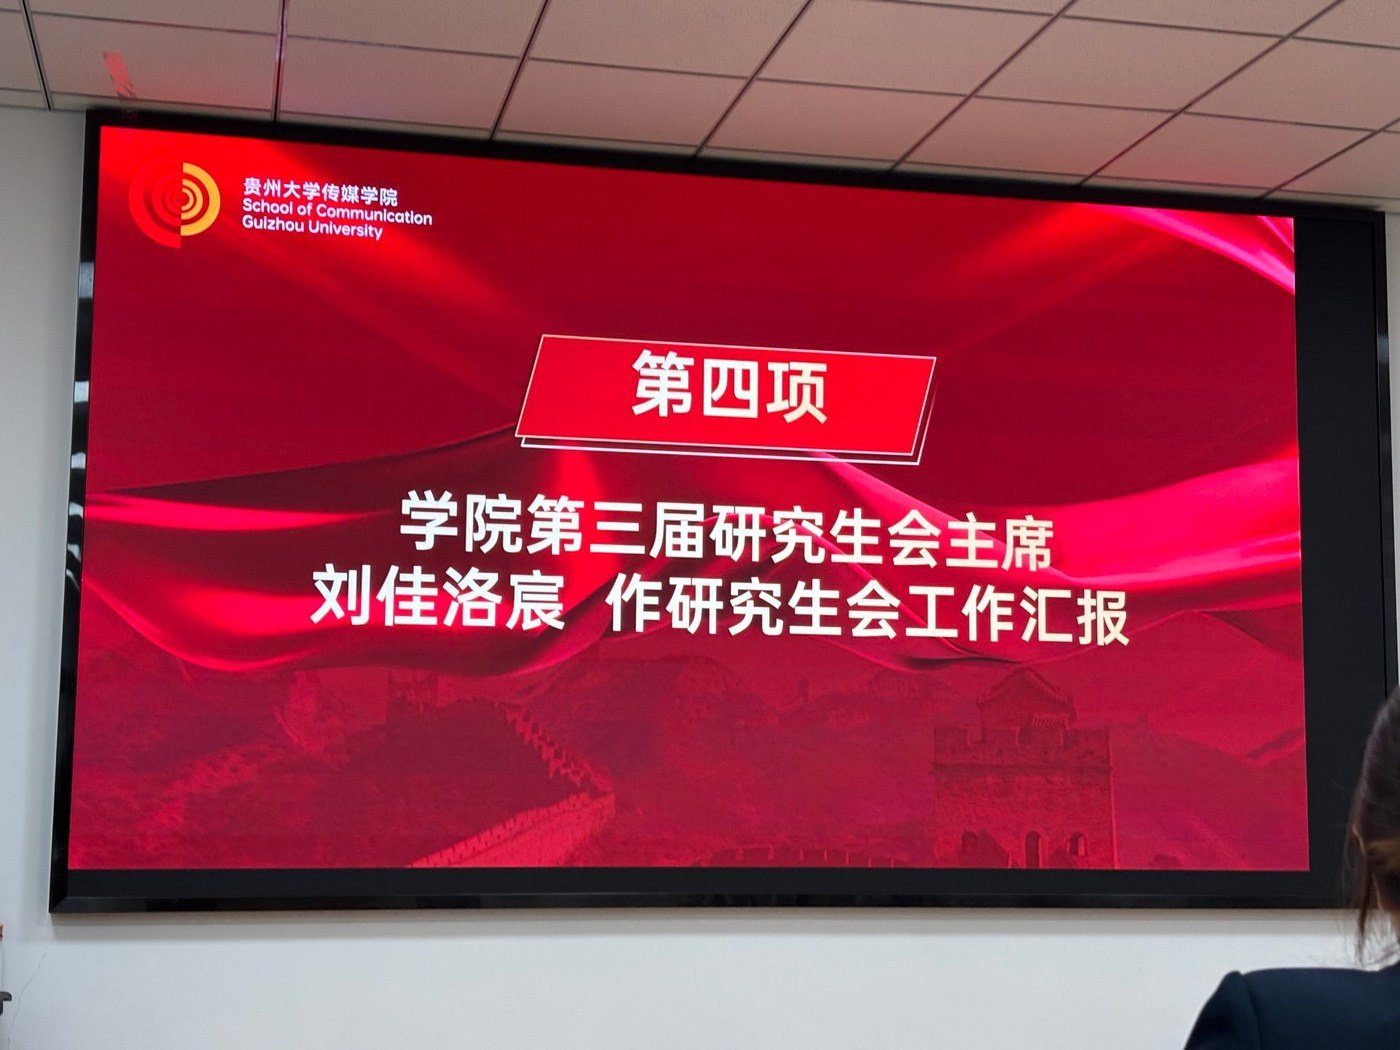 贵州大学传媒学院
School of Communication
Guizhou University
第四项
学院第三届研究生会主席
刘佳洛宸 作研究生会工作汇报